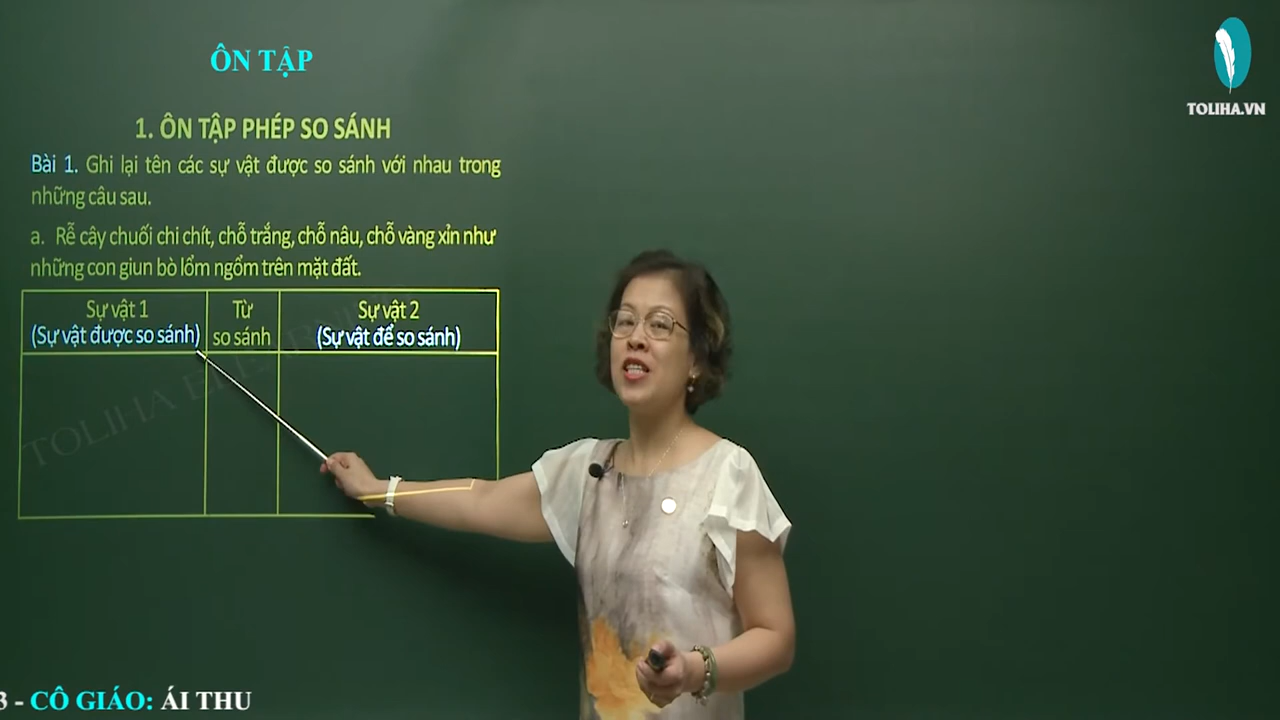 ÔN TẬP
TOLIHA.VN
1. ÔN TẬP PHÉP SO SÁNH
Bài 1. Ghi lại tên các sự vật được so sánh với nhau trong
những câu sau.
a. Rễ cây chuối chi chít, chỗ trắng, chỗ nâu, chỗ vàng xỉn như
những con giun bò lổm ngổm trên mặt đất.
Sự vật 1
(Sự vật được so sánh)
Từ
so sánh
Sự vật 2
(Sự vật để so sánh)
3 - CÔ GIÁO: ÁI THU